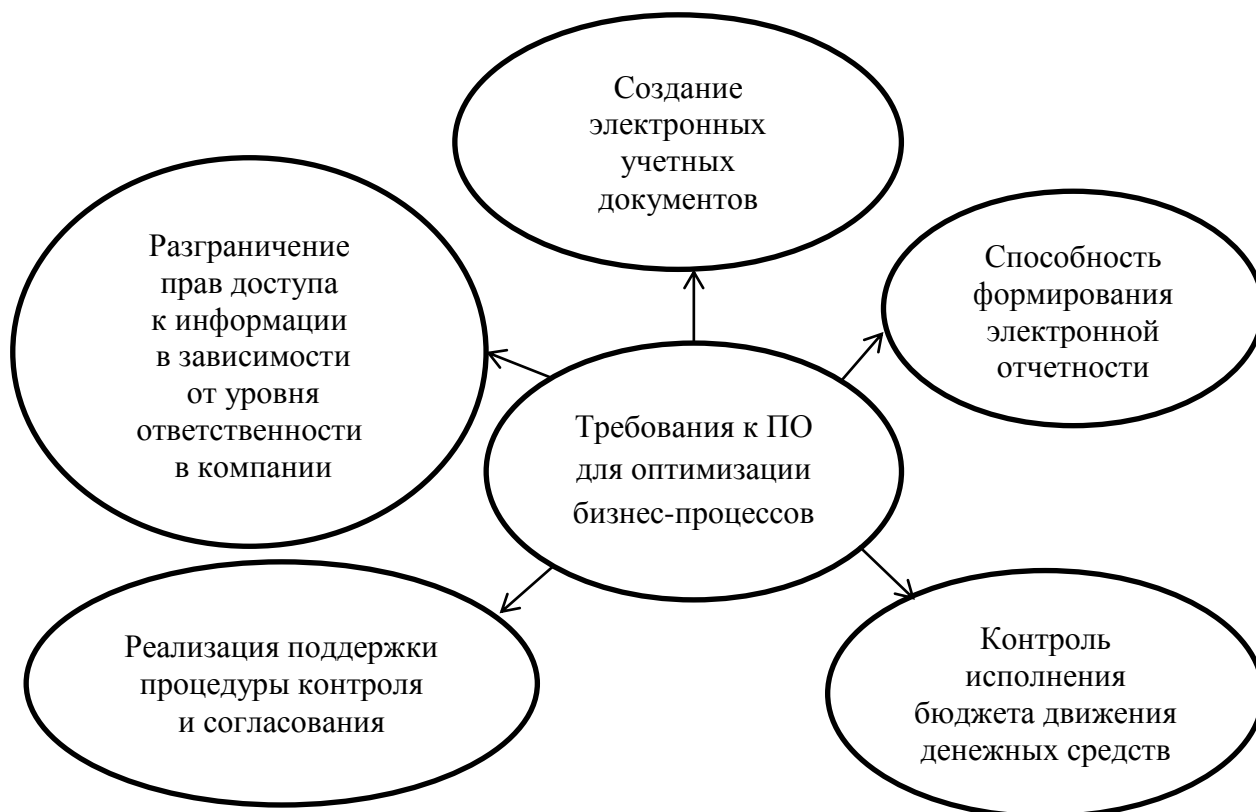 Создание
электронных
учетных
документов
Разграничение
прав доступа
к информации
в зависимости
от уровня
ответственности
в компании
Способность
формирования
электронной
отчетности
Требования к ПО
для оптимизации
бизнес-процессов
Реализация поддержки
процедуры контроля
и согласования
Контроль
исполнения
бюджета движения
денежных средств